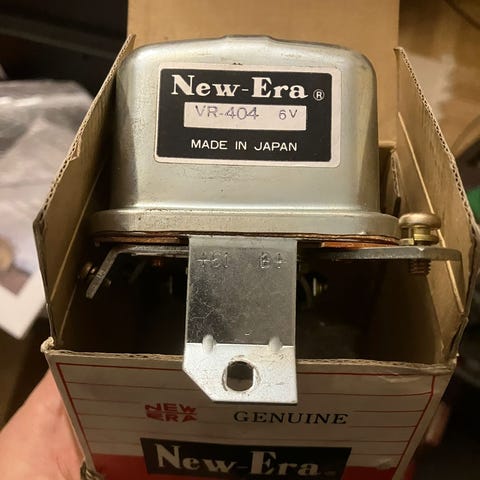 New-Era ®
VR-404 6V
MADE IN JAPAN
NEW
ERA
GENUINE
New-Era